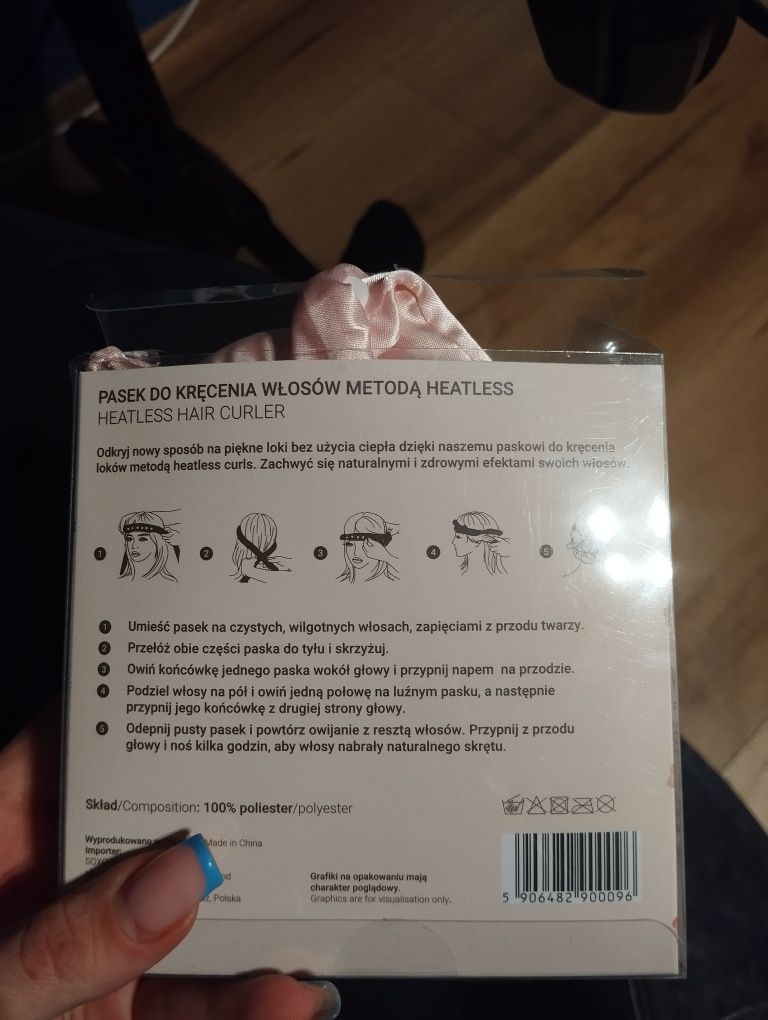 PASEK DO KRĘCENIA WŁOSÓW METODĄ HEATLESS
HEATLESS HAIR CURLER
Odkryj nowy sposób na piękne loki bez użycia ciepła dzięki naszemu paskowi do kręcenia
loków metodą heatless curls. Zachwyć się naturalnymi i zdrowymi efektami swoich włosów.
1 2 3 4 5
1 Umieść pasek na czystych, wilgotnych włosach, zapięciami z przodu twarzy.
2 Przełóż obie części paska do tyłu i skrzyżuj.
3 Owiń końcówkę jednego paska wokół głowy i przypnij napem na przodzie.
4 Podziel włosy na pół i owiń jedną połowę na luźnym pasku, a następnie
przypnij jego końcówkę z drugiej strony głowy.
5 Odepnij pusty pasek i powtórz owijanie z resztą włosów. Przypnij z przodu
głowy i noś kilka godzin, aby włosy nabrały naturalnego skrętu.
Skład/Composition: 100% poliester/polyester
Wyprodukowano Made in China
Importer:
Polska
Grafiki na opakowaniu mają
charakter poglądowy.
Graphics are for visualisation only.
5 906482 900096